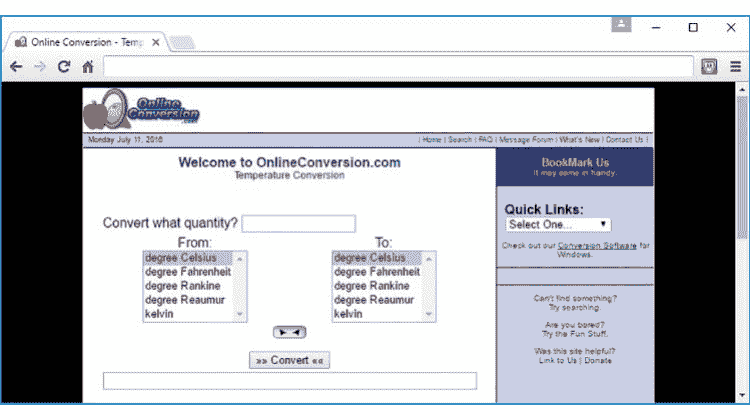 Online Conversion - Temp
Online
Conversion
.com
Monday July 11, 2016
| Home | Search | FAQ | Message Forum | What's New | Contact Us |
Welcome to OnlineConversion.com
Temperature Conversion
BookMark Us
It may come in handy.
Quick Links:
Select One...
Check out our Conversion Software for
Windows.
Convert what quantity?
From:
To:
degree Celsius
degree Fahrenheit
degree Rankine
degree Reaumur
kelvin
degree Celsius
degree Fahrenheit
degree Rankine
degree Reaumur
kelvin
»» Convert ««
Can't find something?
Try searching.
Are you bored?
Try the Fun Stuff.
Was this site helpful?
Link to Us | Donate